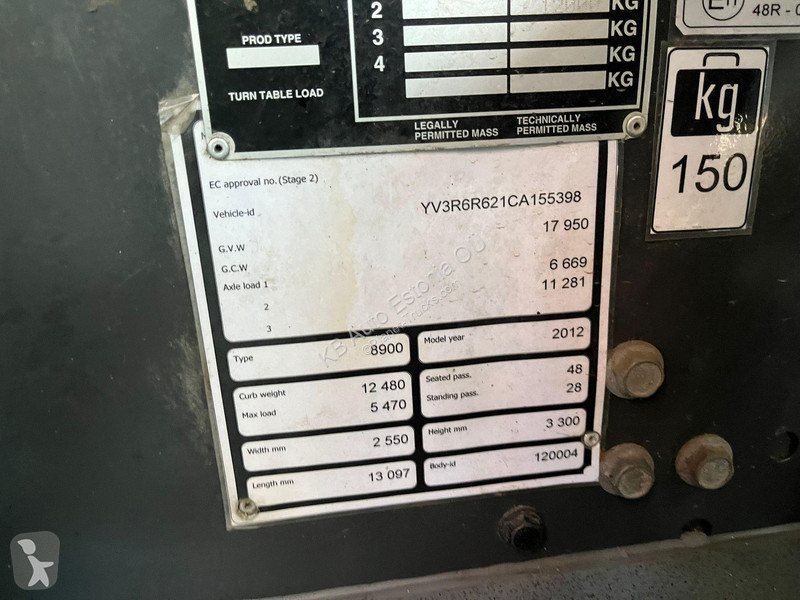 2 KG
PROD TYPE
3 KG
4 KG
KG
TURN TABLE LOAD
LEGALLY PERMITTED MASS
TECHNICALLY PERMITTED MASS
48R - 0
kg
150
EC approval no. (Stage 2)
Vehicle-id YV3R6R621CA155398
G.V.W 17 950
G.C.W
Axle load 1 6 669
2 11 281
3
Type 8900
Model year 2012
Curb weight 12 480
Max load 5 470
Seated pass. 48
Standing pass. 28
Width mm 2 550
Height mm 3 300
Length mm 13 097
Body-id 120004
KB Auto Estonia OÜ
©PlanetTrucks.com